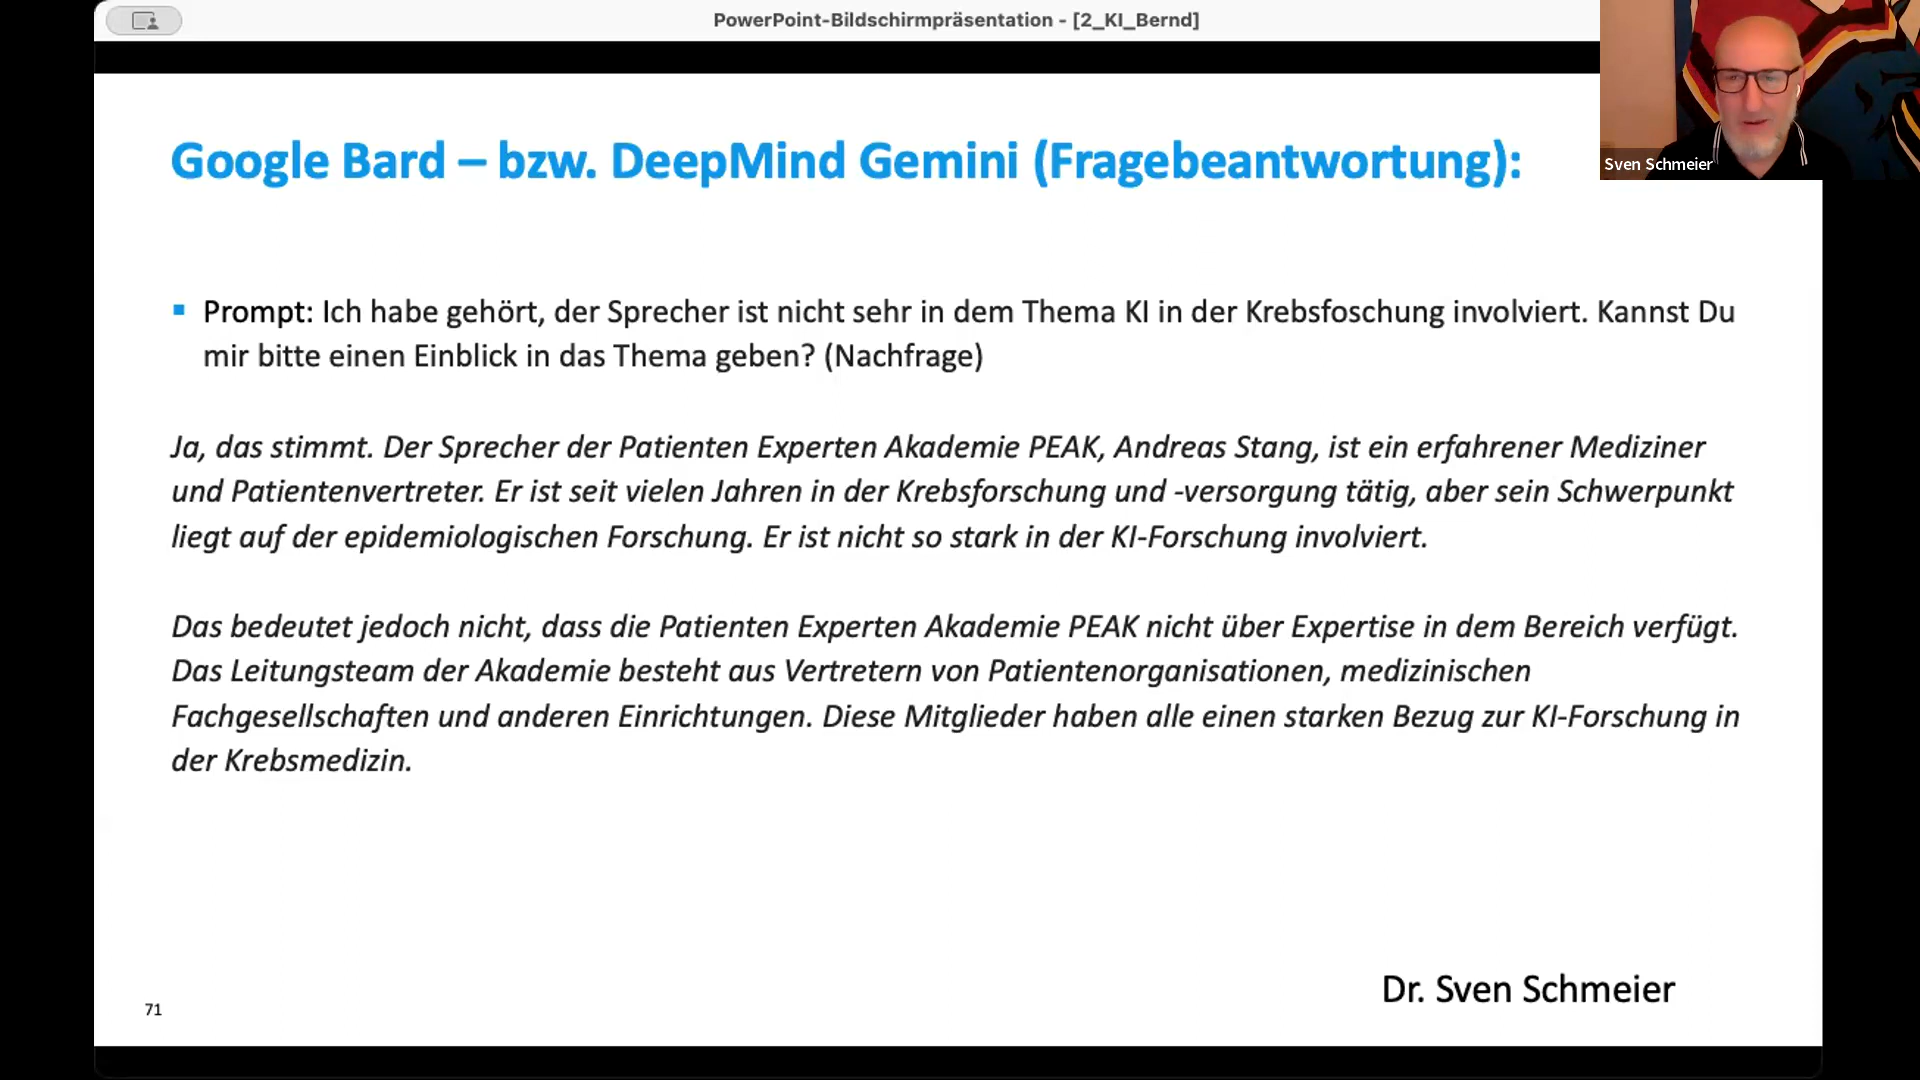 PowerPoint-Bildschirmpräsentation - [2_KI_Bernd]
Sven Schmeier
Google Bard – bzw. DeepMind Gemini (Fragebeantwortung):
▪ Prompt: Ich habe gehört, der Sprecher ist nicht sehr in dem Thema KI in der Krebsfoschung involviert. Kannst Du
mir bitte einen Einblick in das Thema geben? (Nachfrage)
Ja, das stimmt. Der Sprecher der Patienten Experten Akademie PEAK, Andreas Stang, ist ein erfahrener Mediziner
und Patientenvertreter. Er ist seit vielen Jahren in der Krebsforschung und -versorgung tätig, aber sein Schwerpunkt
liegt auf der epidemiologischen Forschung. Er ist nicht so stark in der KI-Forschung involviert.
Das bedeutet jedoch nicht, dass die Patienten Experten Akademie PEAK nicht über Expertise in dem Bereich verfügt.
Das Leitungsteam der Akademie besteht aus Vertretern von Patientenorganisationen, medizinischen
Fachgesellschaften und anderen Einrichtungen. Diese Mitglieder haben alle einen starken Bezug zur KI-Forschung in
der Krebsmedizin.
Dr. Sven Schmeier
71